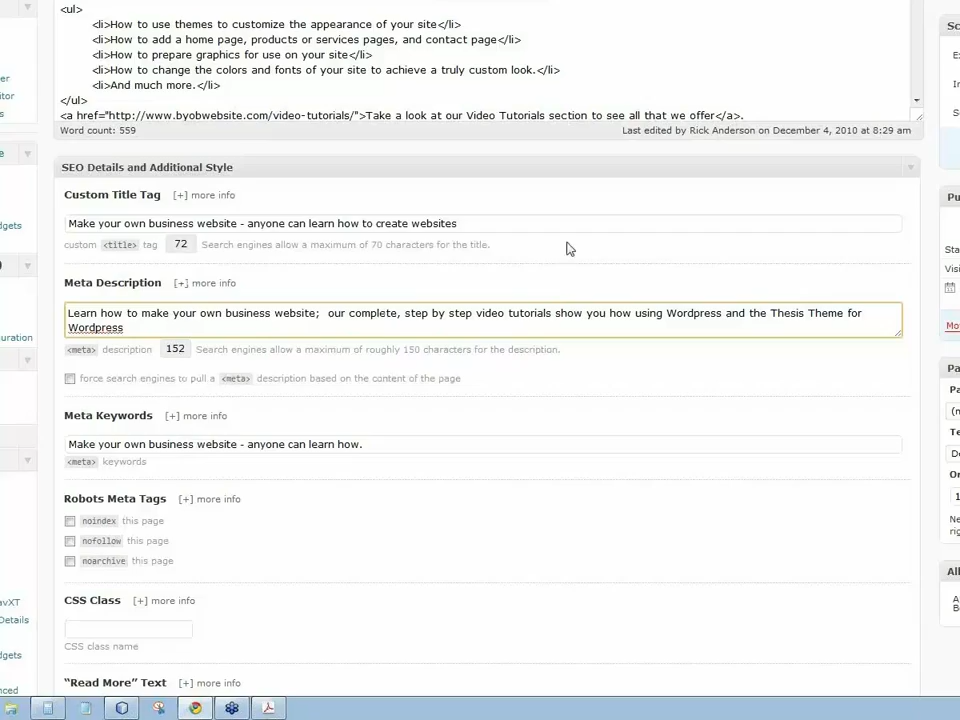 <ul>
<li>How to use themes to customize the appearance of your site</li>
<li>How to add a home page, products or services pages, and contact page</li>
<li>How to prepare graphics for use on your site</li>
<li>How to change the colors and fonts of your site to achieve a truly custom look.</li>
<li>And much more.</li>
</ul>
<a href="http://www.byobwebsite.com/video-tutorials/">Take a look at our Video Tutorials section to see all that we offer</a>.
Word count: 559 Last edited by Rick Anderson on December 4, 2010 at 8:29 am
SEO Details and Additional Style
Custom Title Tag [+] more info
Make your own business website - anyone can learn how to create websites
custom <title> tag 72 Search engines allow a maximum of 70 characters for the title.
Meta Description [+] more info
Learn how to make your own business website;  our complete, step by step video tutorials show you how using Wordpress and the Thesis Theme for
Wordpress
<meta> description 152 Search engines allow a maximum of roughly 150 characters for the description.
force search engines to pull a <meta> description based on the content of the page
Meta Keywords [+] more info
Make your own business website - anyone can learn how.
<meta> keywords
Robots Meta Tags [+] more info
noindex this page
nofollow this page
noarchive this page
CSS Class [+] more info
CSS class name
“Read More” Text [+] more info